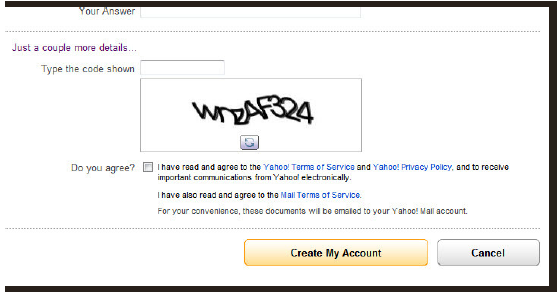 Your Answer
Just a couple more details...
Type the code shown
Do you agree? I have read and agree to the Yahoo! Terms of Service and Yahoo! Privacy Policy, and to receive
important communications from Yahoo! electronically.
I have also read and agree to the Mail Terms of Service.
For your convenience, these documents will be emailed to your Yahoo! Mail account.
Create My Account Cancel